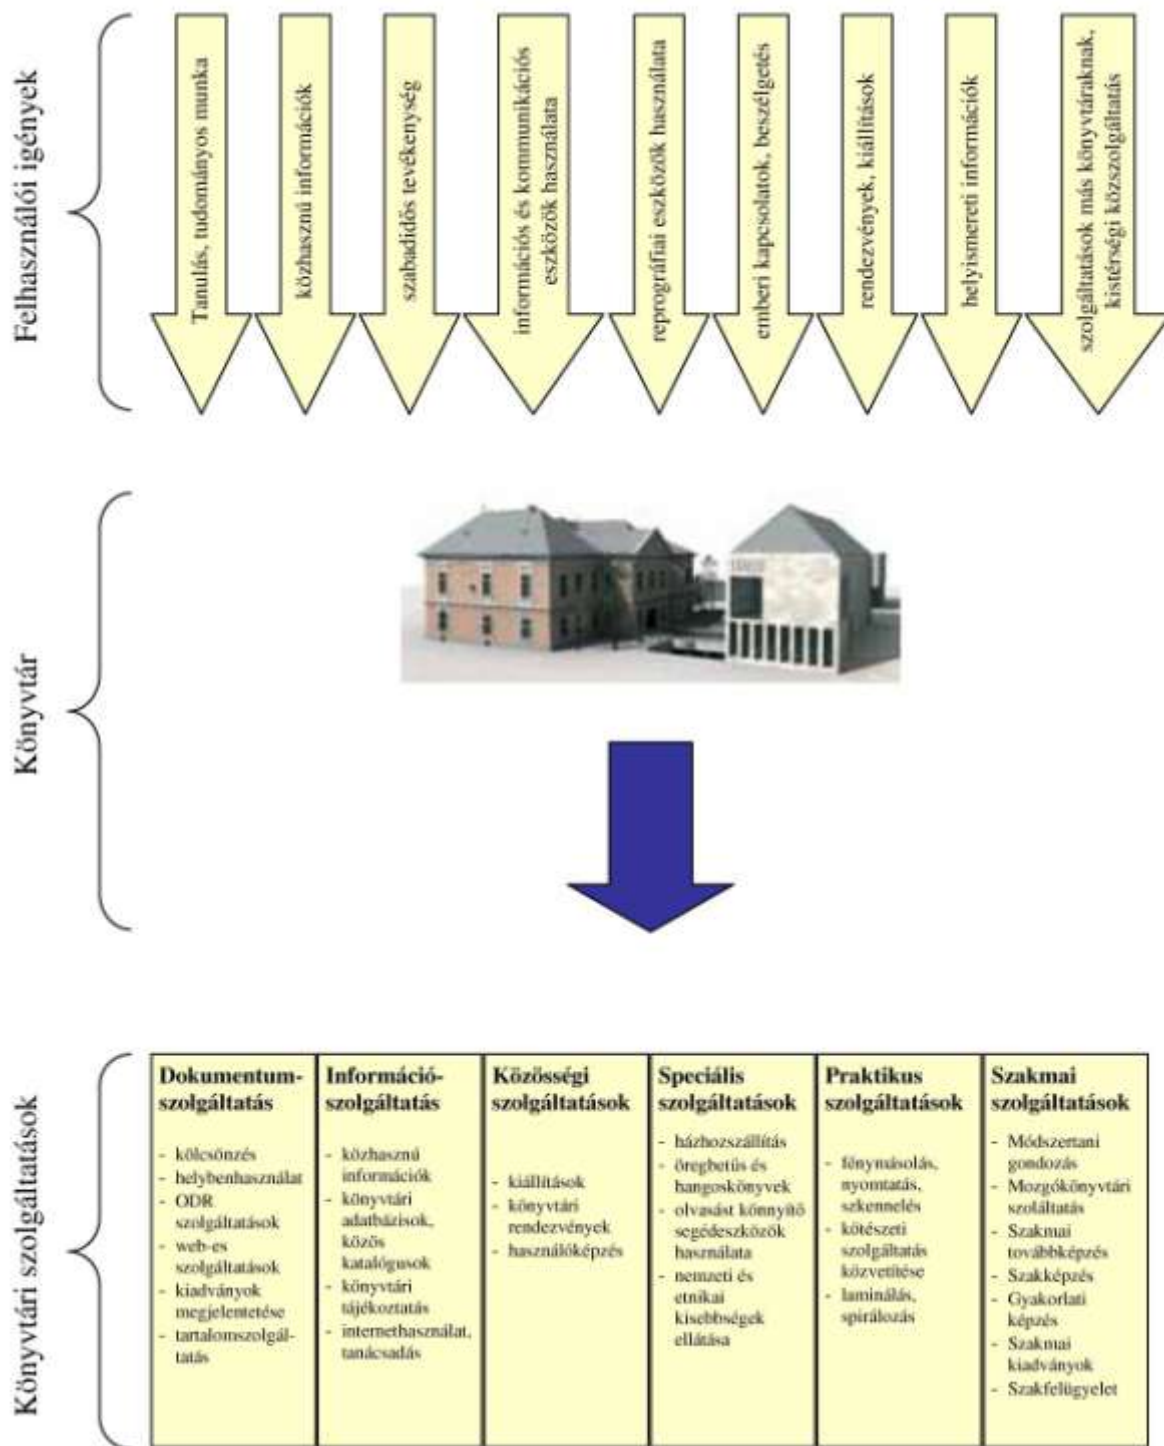 Felhasználói igények
Tanulás, tudományos munka
közhasznú információk
szabadidős tevékenység
információs és kommunikációs
eszközök használata
reprográfiai eszközök használata
emberi kapcsolatok, beszélgetés
rendezvények, kiállítások
helyismereti információk
szolgáltatások más könyvtáraknak,
kistérségi közszolgáltatás
Könyvtár
Könyvtári szolgáltatások
Dokumentum-
szolgáltatás
- kölcsönzés
- helybenhasználat
- ODR
szolgáltatások
- web-es
szolgáltatások
- kiadványok
megjelentetése
- tartalomszolgál-
tatás
Információ-
szolgáltatás
- közhasznú
információk
- könyvtári
adatbázisok,
közös
katalógusok
- könyvtári
tájékoztatás
- internethasználat,
tanácsadás
Közösségi
szolgáltatások
- kiállítások
- könyvtári
rendezvények
- használóképzés
Speciális
szolgáltatások
- házhozszállítás
- öregbetűs és
hangoskönyvek
- olvasást könnyítő
segédeszközök
használata
- nemzeti és
etnikai
kisebbségek
ellátása
Praktikus
szolgáltatások
- fénymásolás,
nyomtatás,
szkennelés
- kötészeti
szolgáltatás
közvetítése
- laminálás,
spirálozás
Szakmai
szolgáltatások
- Módszertani
gondozás
- Mozgókönyvtári
szoláltatás
- Szakmai
továbbképzés
- Szakképzés
- Gyakorlati
képzés
- Szakmai
kiadványok
- Szakfelügyelet